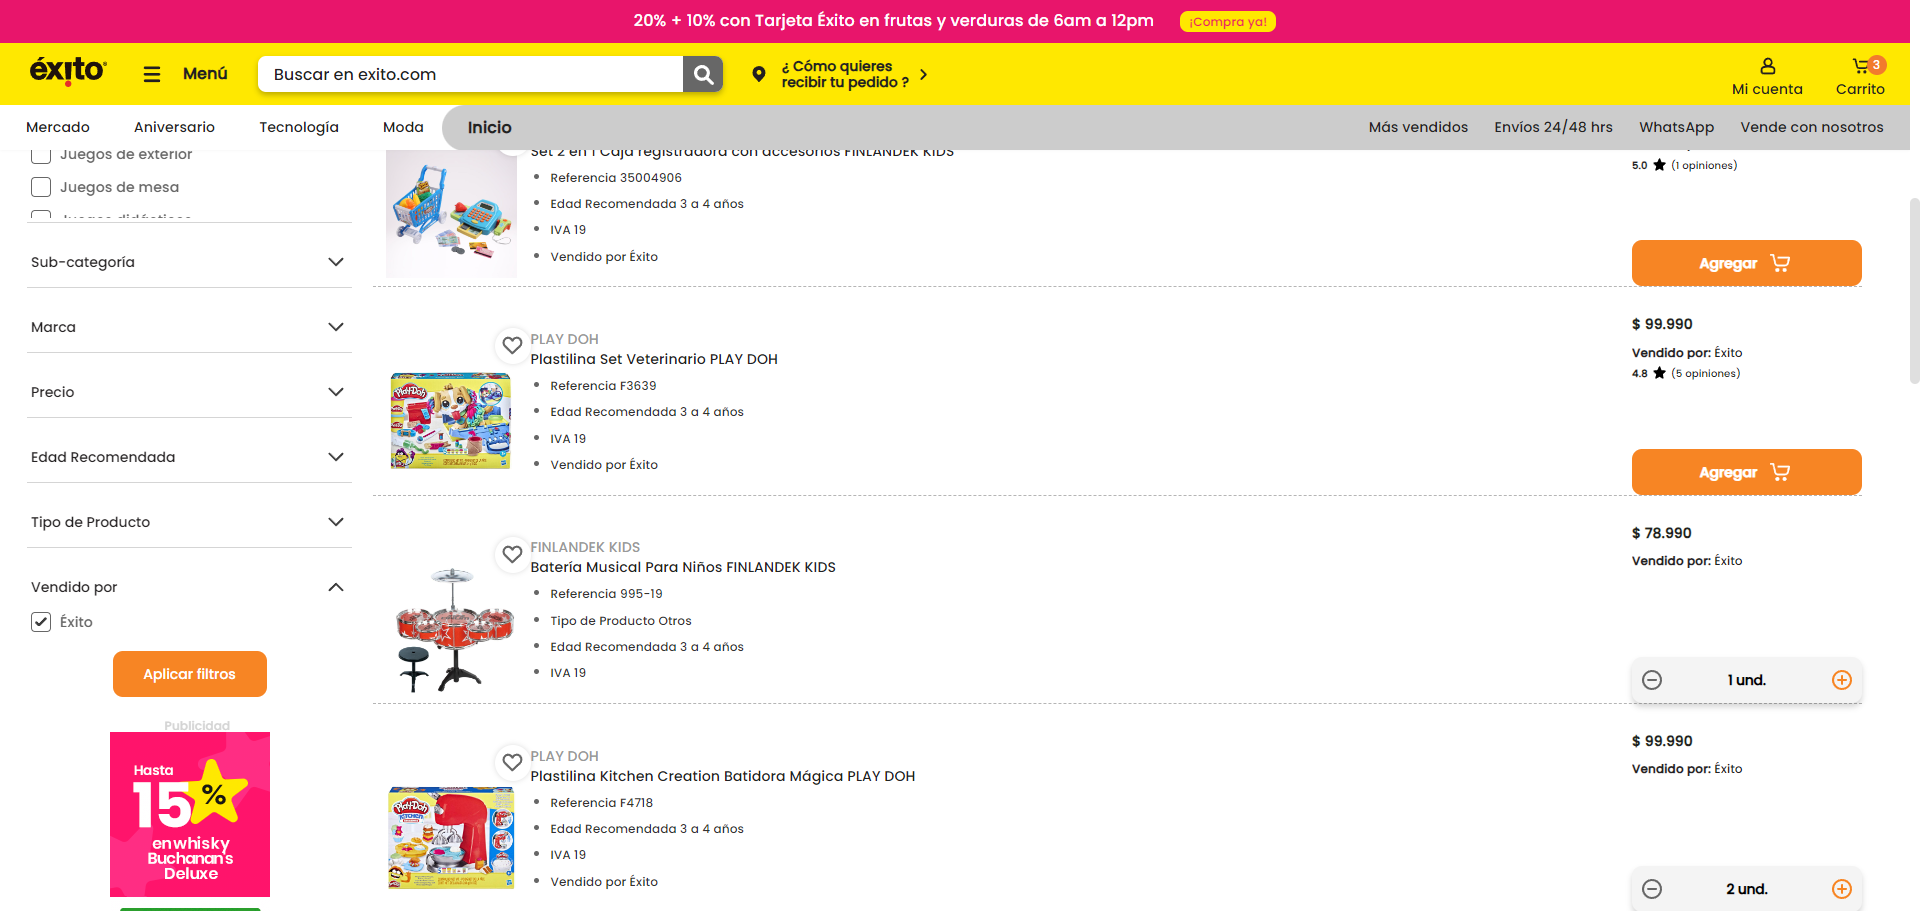 20% + 10% con Tarjeta Éxito en frutas y verduras de 6am a 12pm
¡Compra ya!
éxito
Menú
Buscar en exito.com
¿ Cómo quieres
recibir tu pedido ?
Mi cuenta
3
Carrito
Mercado
Aniversario
Tecnología
Moda
Inicio
Más vendidos
Envíos 24/48 hrs
WhatsApp
Vende con nosotros
Juegos de exterior
Juegos de mesa
Juegos didácticos
Sub-categoría
Marca
Precio
Edad Recomendada
Tipo de Producto
Vendido por
Éxito
Aplicar filtros
Publicidad
Hasta
15%
en whisky
Buchanan's
Deluxe
Set 2 en 1 Caja registradora con accesorios FINLANDEK KIDS
Referencia 35004906
Edad Recomendada 3 a 4 años
IVA 19
Vendido por Éxito
5.0 (1 opiniones)
Agregar
PLAY DOH
Plastilina Set Veterinario PLAY DOH
Referencia F3639
Edad Recomendada 3 a 4 años
IVA 19
Vendido por Éxito
$ 99.990
Vendido por: Éxito
4.8 (5 opiniones)
Agregar
Play-Doh
FINLANDEK KIDS
Batería Musical Para Niños FINLANDEK KIDS
Referencia 995-19
Tipo de Producto Otros
Edad Recomendada 3 a 4 años
IVA 19
$ 78.990
Vendido por: Éxito
1 und.
PLAY DOH
Plastilina Kitchen Creation Batidora Mágica PLAY DOH
Referencia F4718
Edad Recomendada 3 a 4 años
IVA 19
Vendido por Éxito
$ 99.990
Vendido por: Éxito
2 und.
Play-Doh
KITCHEN